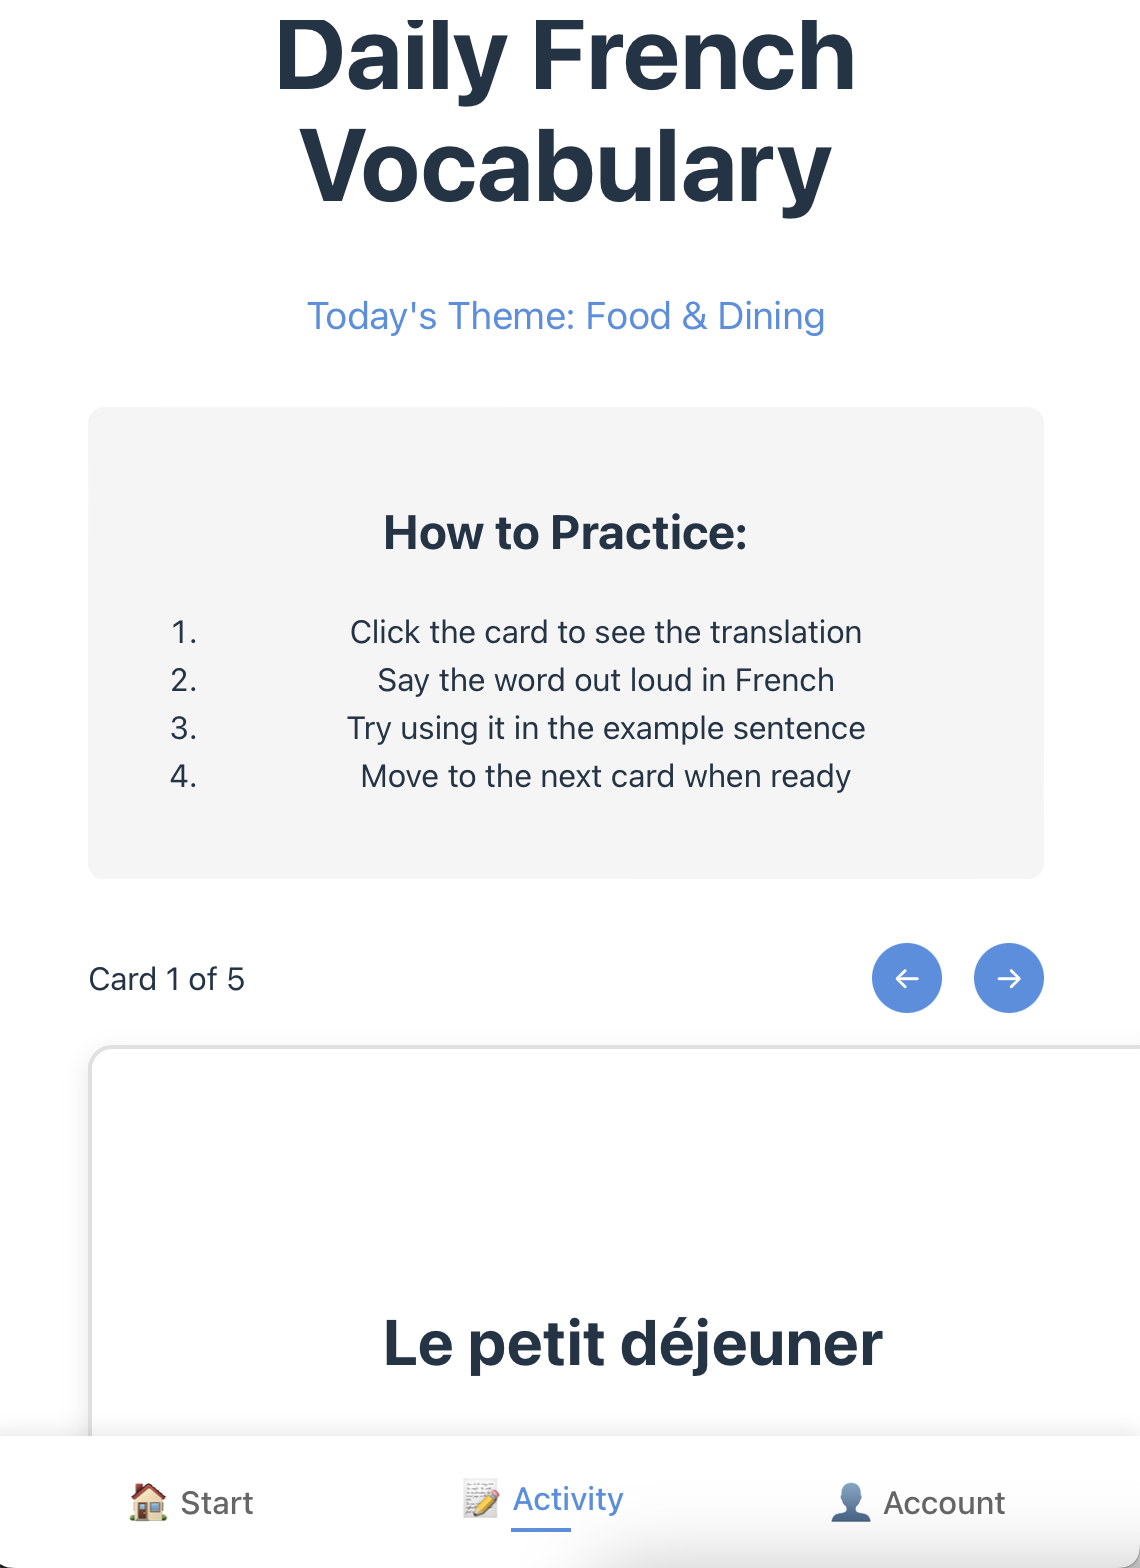 Daily French
Vocabulary
Today's Theme: Food & Dining
How to Practice:
1. Click the card to see the translation
2. Say the word out loud in French
3. Try using it in the example sentence
4. Move to the next card when ready
Card 1 of 5
← →
Le petit déjeuner
Start Activity Account